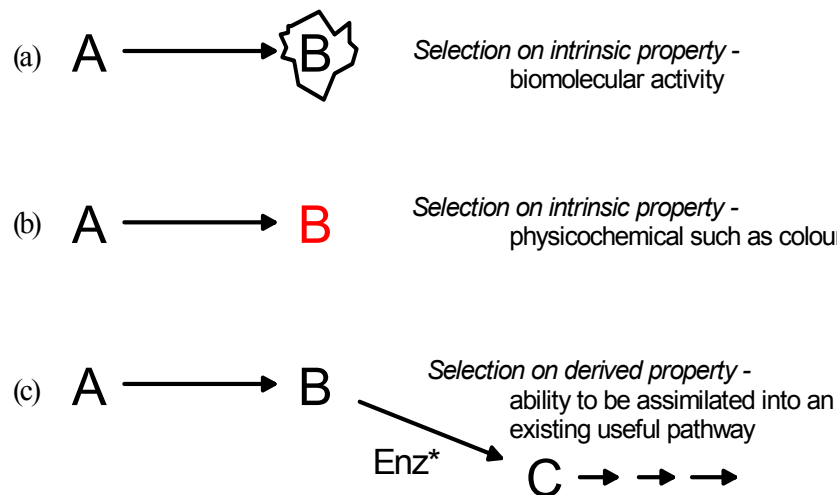 (a) A B Selection on intrinsic property -
biomolecular activity
(b) A B Selection on intrinsic property -
physicochemical such as colour
(c) A B Selection on derived property -
ability to be assimilated into an
existing useful pathway
Enz* C